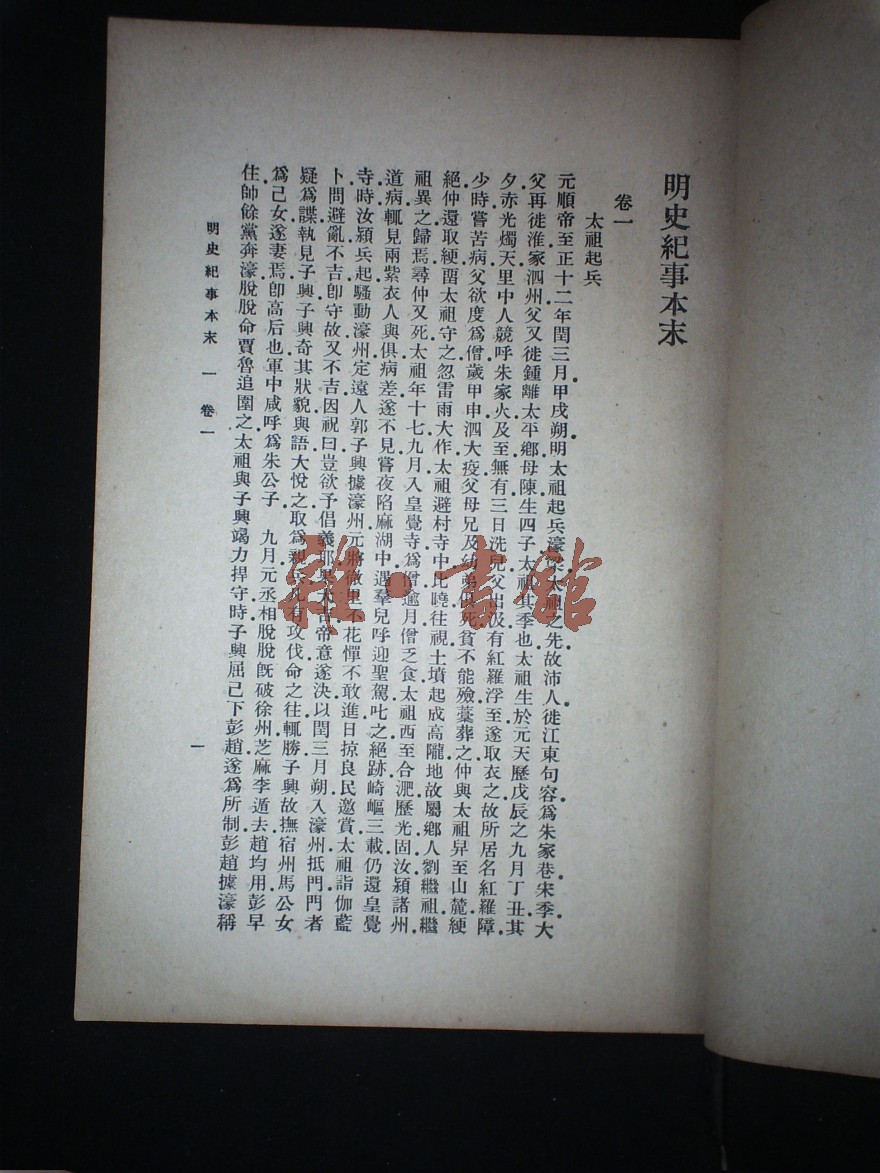 明史紀事本末
卷一
太祖起兵
元順帝至正十二年閏三月甲戌朔明太祖起兵濠梁太祖之先故沛人徙江東句容爲朱家巷宋季大
父再徙淮家泗州父又徙鍾離太平鄉母陳生四子太祖其季也太祖生於元天歷戊辰之九月丁丑其
夕赤光燭天里中人競呼朱家火及至無有三日洗兒父出汲有紅羅浮至遂取衣之故所居名紅羅障
少時嘗苦病父欲度爲僧歲甲申泗大疫父母兄及幼弟俱死貧不能殮藁葬之仲與太祖舁至山麓綆
絕仲還取綆畱太祖守之忽雷雨大作太祖避村寺中比曉往視土墳起成高隴地故屬鄉人劉繼祖繼
祖異之歸焉尋仲又死太祖年十七九月入皇覺寺爲僧逾月僧乏食太祖西至合淝歷光固汝潁諸州
道病輒見兩紫衣人與俱病差遂不見嘗夜陷麻湖中遇羣兒呼迎聖駕叱之絕跡崎嶇三載仍還皇覺
寺時汝潁兵起騷動濠州定遠人郭子興據濠州元將徹里不花憚不敢進日掠良民邀賞太祖詣伽藍
卜問避亂不吉卽守故又不吉因祝曰豈欲予倡義耶果大吉帝意遂決以閏三月朔入濠州抵門門者
疑爲諜執見子興子興奇其狀貌與語大悅之取爲親兵凡有攻伐命之往輒勝子興故撫宿州馬公女
爲己女遂妻焉卽高后也軍中咸呼爲朱公子　九月元丞相脫脫旣破徐州芝麻李遁去趙均用彭早
住帥餘黨奔濠脫脫命賈魯追圍之太祖與子興竭力捍守時子興屈己下彭趙遂爲所制彭趙據濠稱
明史紀事本末　一　卷一
一
雜·書館